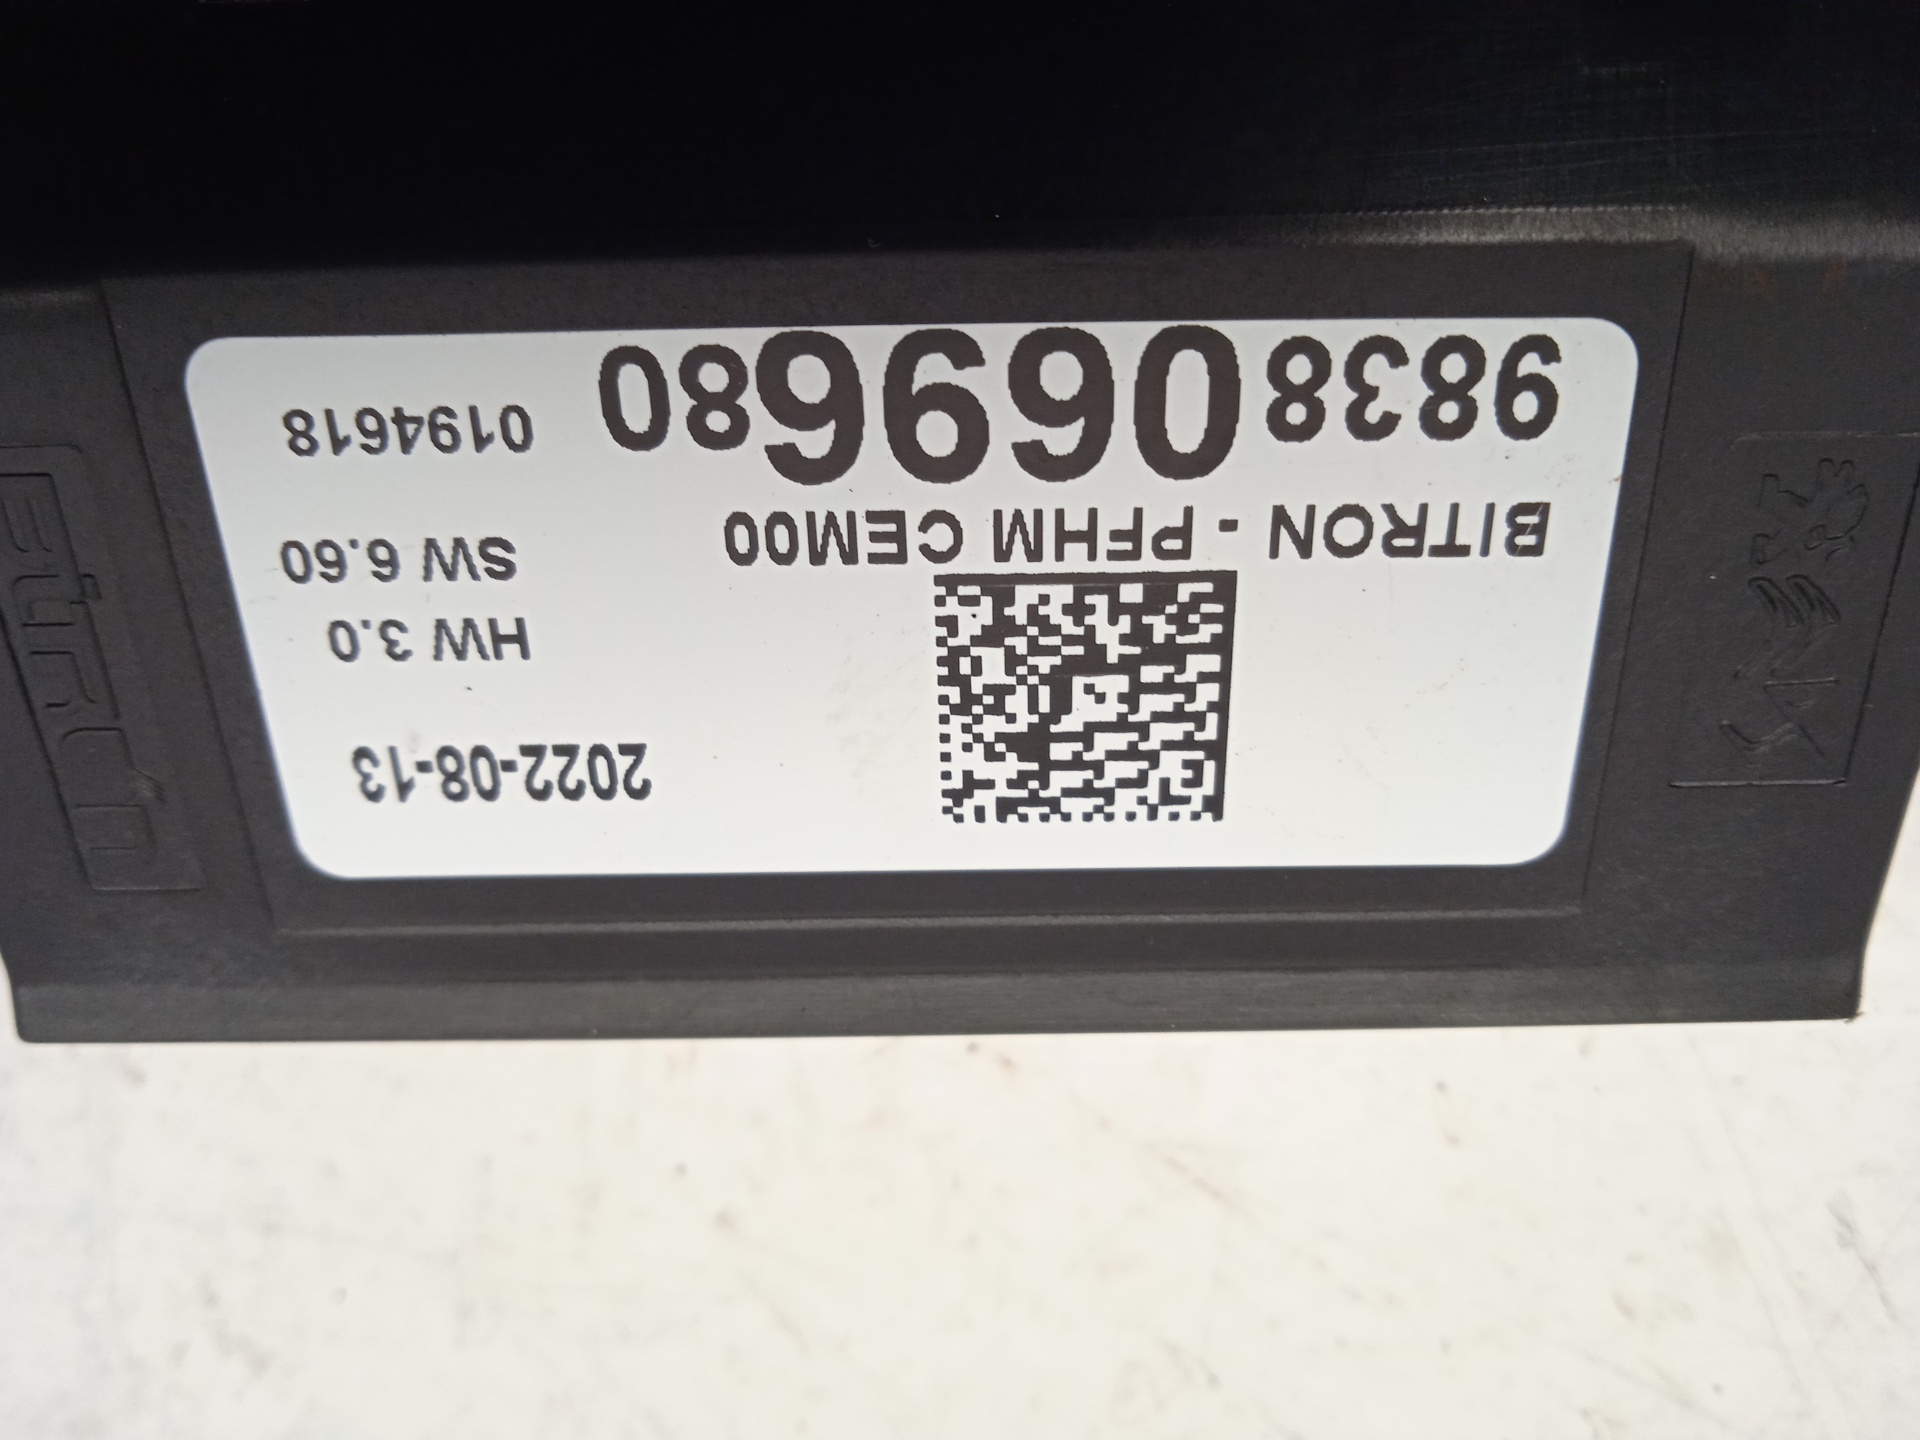 2022-08-13
HW 3.0
SW 6.60
BITRON - PFHM CEM00
9838069680 0194618